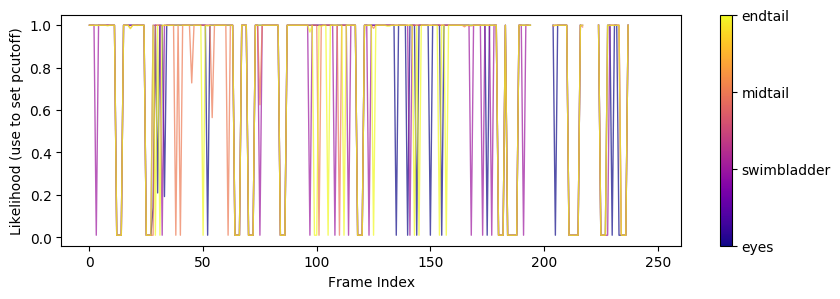 Likelihood (use to set pcutoff)
1.0
0.8
0.6
0.4
0.2
0.0
0
50
100
150
200
250
Frame Index
endtail
midtail
swimbladder
eyes